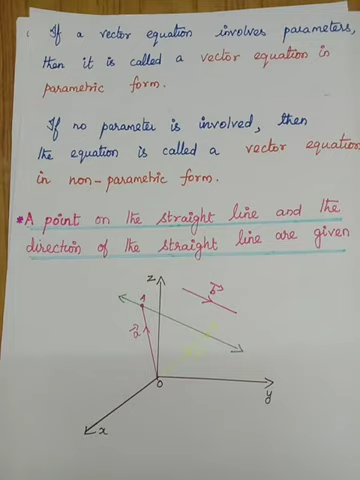 If a vector equation involves parameters,
then it is called a vector equation in
parametric form.
If no parameter is involved, then
the equation is called a vector equation
in non-parametric form.
*A point on the straight line and the
direction of the straight line are given
z
A
b
a
O
y
x